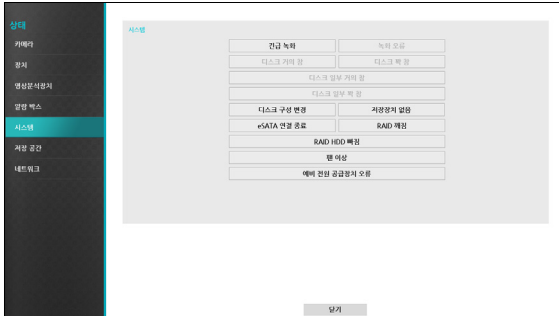 상태
카메라
장치
영상분석장치
알람 박스
시스템
저장 공간
네트워크
시스템
긴급 녹화 녹화 오류
디스크 거의 참 디스크 꽉 참
디스크 일부 거의 참
디스크 일부 꽉 참
디스크 구성 변경 저장장치 없음
eSATA 연결 종료 RAID 깨짐
RAID HDD 빠짐
팬 이상
예비 전원 공급장치 오류
닫기